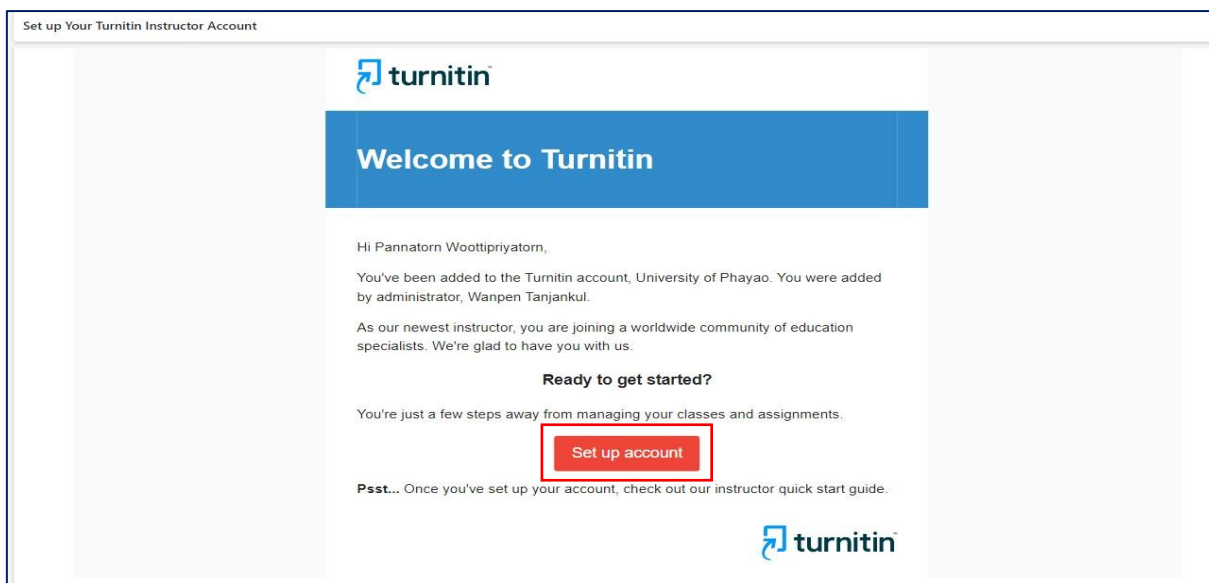 Set up Your Turnitin Instructor Account
turnitin
Welcome to Turnitin
Hi Pannatorn Woottipriyatorn,
You've been added to the Turnitin account, University of Phayao. You were added
by administrator, Wanpen Tanjankul.
As our newest instructor, you are joining a worldwide community of education
specialists. We're glad to have you with us.
Ready to get started?
You're just a few steps away from managing your classes and assignments.
Set up account
Psst... Once you've set up your account, check out our instructor quick start guide.
turnitin